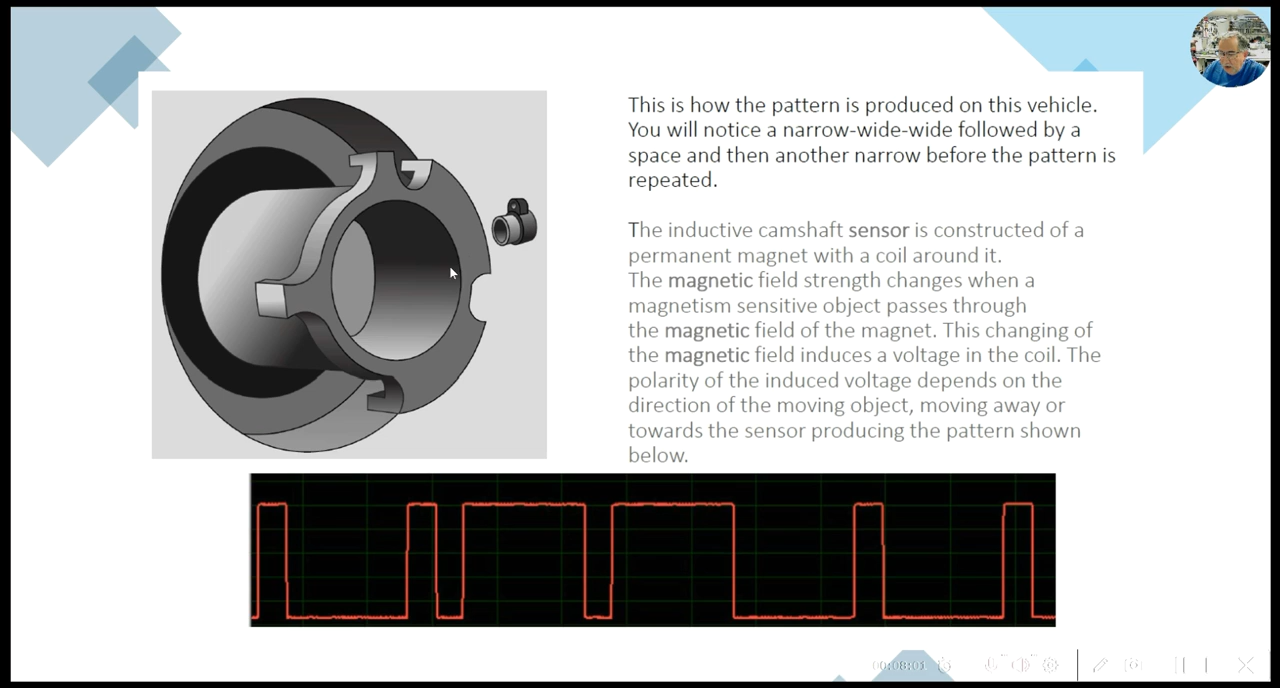 This is how the pattern is produced on this vehicle.
You will notice a narrow-wide-wide followed by a
space and then another narrow before the pattern is
repeated.
The inductive camshaft sensor is constructed of a
permanent magnet with a coil around it.
The magnetic field strength changes when a
magnetism sensitive object passes through
the magnetic field of the magnet. This changing of
the magnetic field induces a voltage in the coil. The
polarity of the induced voltage depends on the
direction of the moving object, moving away or
towards the sensor producing the pattern shown
below.
00:08:01